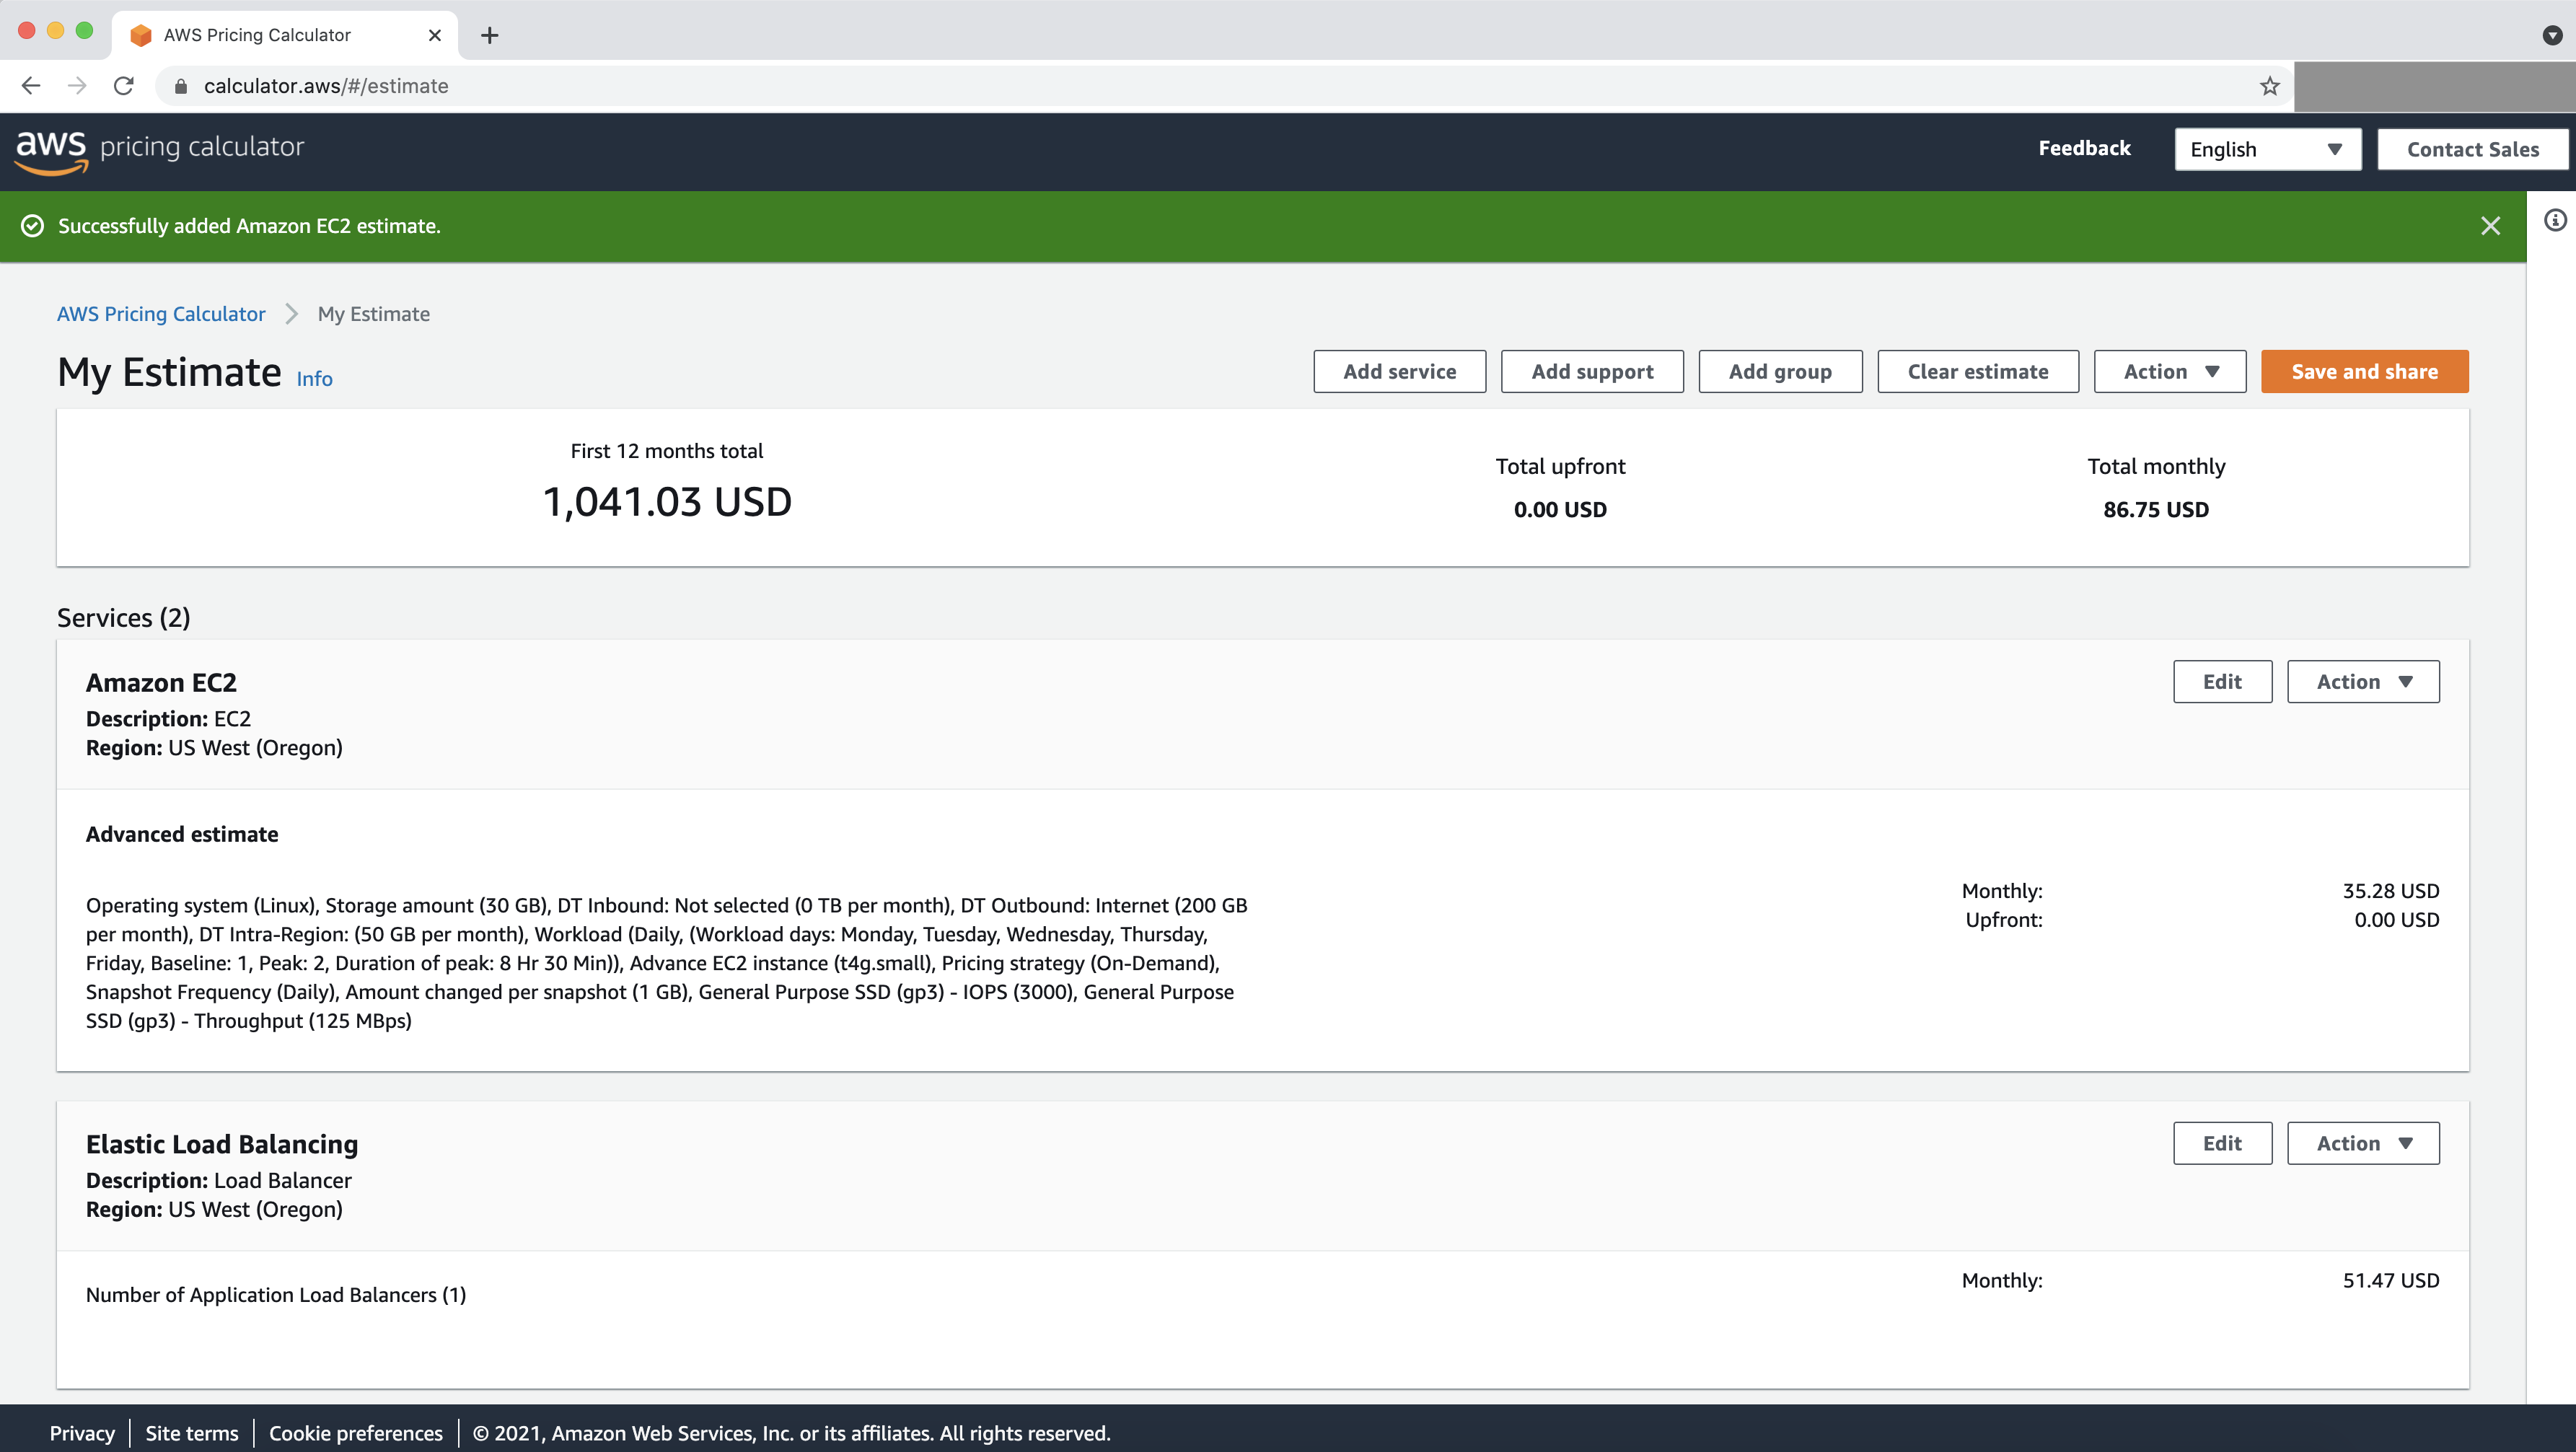 AWS Pricing Calculator
calculator.aws/#/estimate
aws pricing calculator
Feedback
English
Contact Sales
Successfully added Amazon EC2 estimate.
AWS Pricing Calculator
My Estimate
My Estimate Info
Add service
Add support
Add group
Clear estimate
Action
Save and share
First 12 months total
1,041.03 USD
Total upfront
0.00 USD
Total monthly
86.75 USD
Services (2)
Amazon EC2
Edit
Action
Description: EC2
Region: US West (Oregon)
Advanced estimate
Operating system (Linux), Storage amount (30 GB), DT Inbound: Not selected (0 TB per month), DT Outbound: Internet (200 GB
per month), DT Intra-Region: (50 GB per month), Workload (Daily, (Workload days: Monday, Tuesday, Wednesday, Thursday,
Friday, Baseline: 1, Peak: 2, Duration of peak: 8 Hr 30 Min)), Advance EC2 instance (t4g.small), Pricing strategy (On-Demand),
Snapshot Frequency (Daily), Amount changed per snapshot (1 GB), General Purpose SSD (gp3) - IOPS (3000), General Purpose
SSD (gp3) - Throughput (125 MBps)
Monthly: 35.28 USD
Upfront: 0.00 USD
Elastic Load Balancing
Edit
Action
Description: Load Balancer
Region: US West (Oregon)
Number of Application Load Balancers (1)
Monthly: 51.47 USD
Privacy
Site terms
Cookie preferences
© 2021, Amazon Web Services, Inc. or its affiliates. All rights reserved.